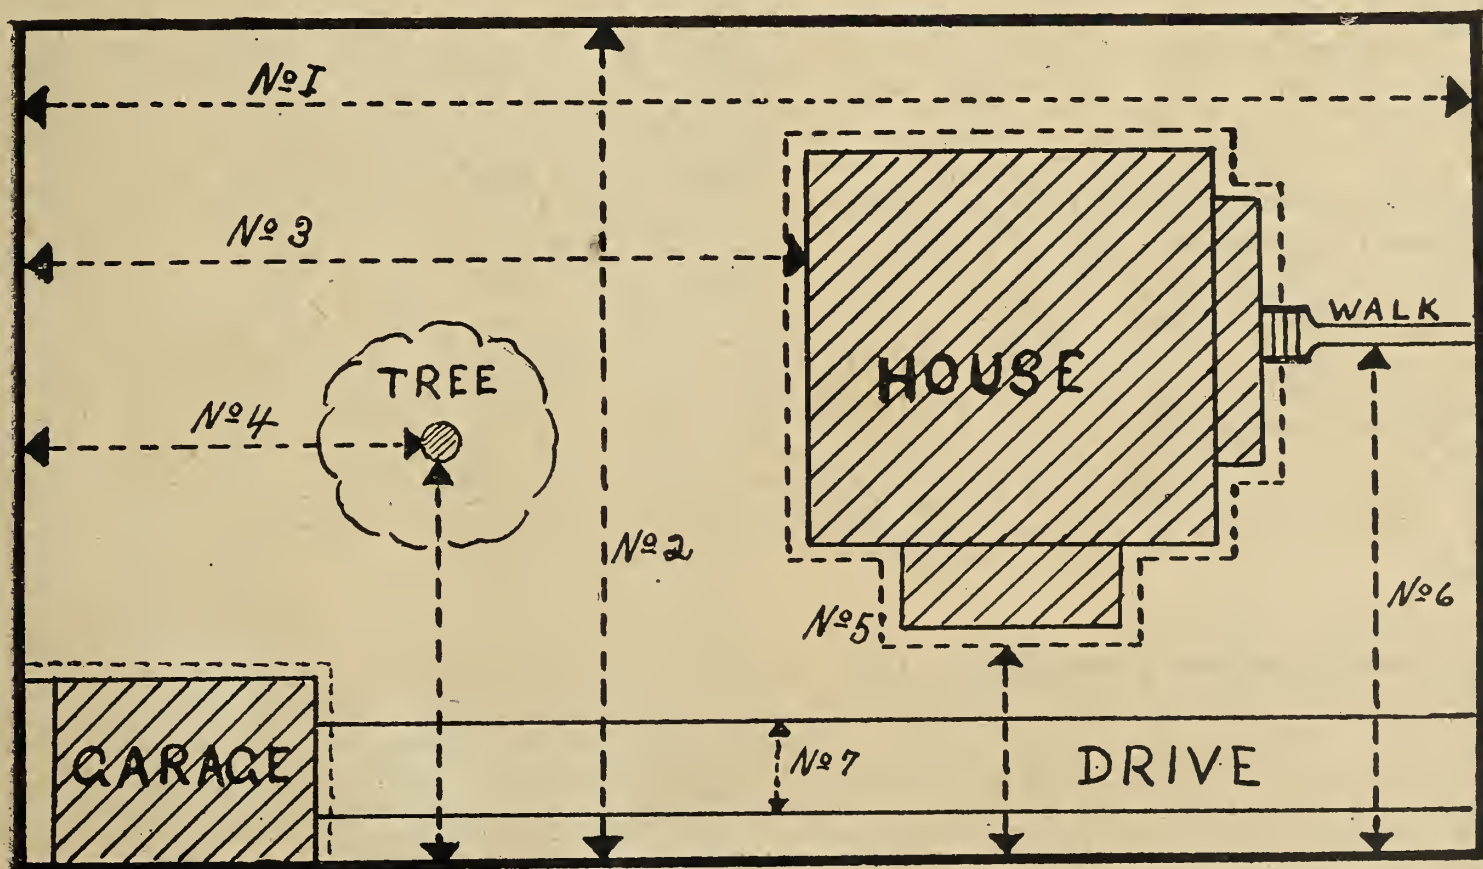 Nº I
Nº 3
WALK
TREE
HOUSE
Nº 4
Nº 2
Nº 6
Nº 5
GARAGE
Nº 7
DRIVE